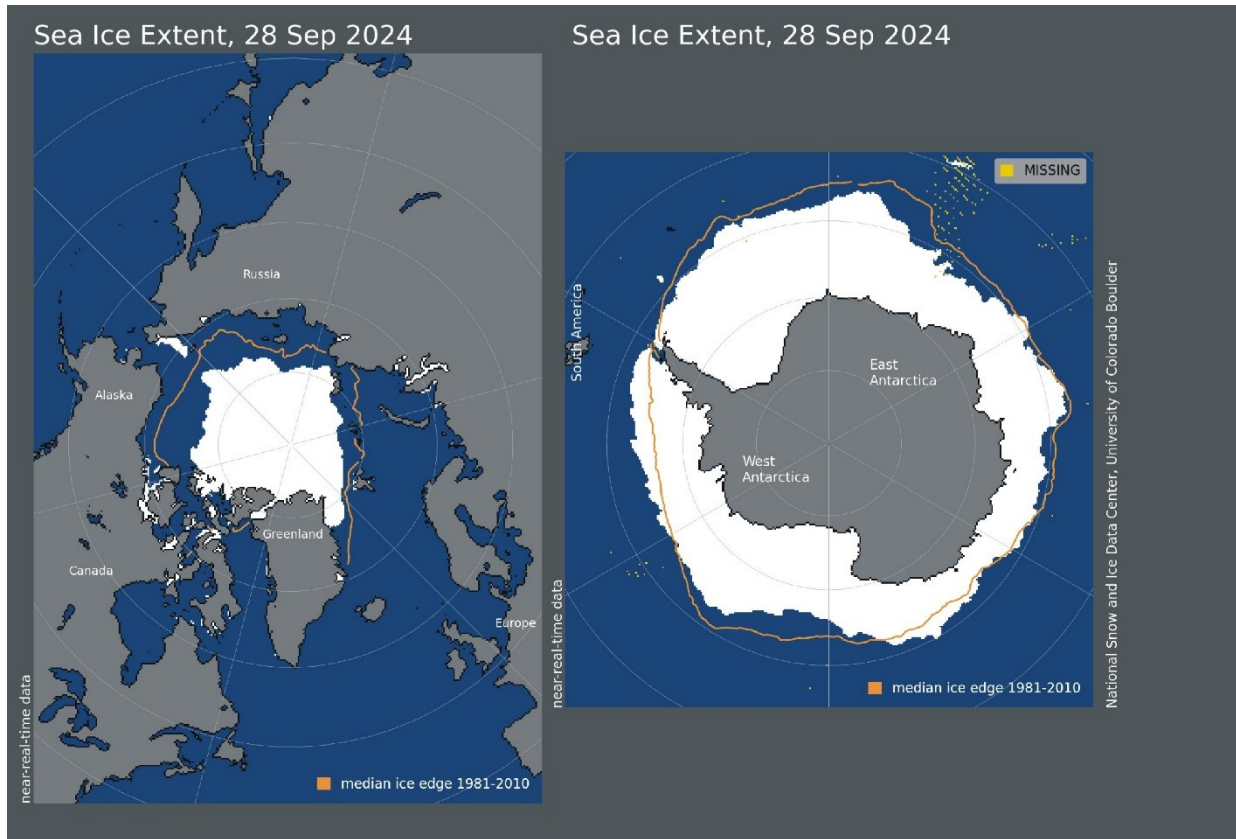 Sea Ice Extent, 28 Sep 2024
Russia
Alaska
Greenland
Canada
Europe
near-real-time data
median ice edge 1981-2010
Sea Ice Extent, 28 Sep 2024
MISSING
South America
East
Antarctica
West
Antarctica
near-real-time data
median ice edge 1981-2010
National Snow and Ice Data Center, University of Colorado Boulder